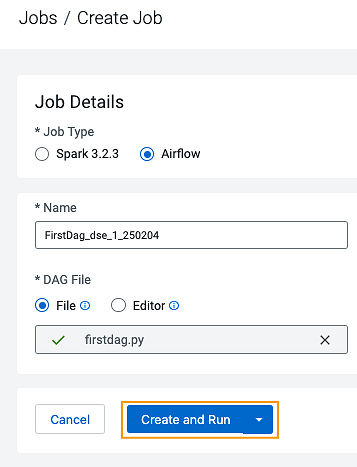 Jobs / Create Job
Job Details
* Job Type
Spark 3.2.3 Airflow
* Name
FirstDag_dse_1_250204
* DAG File
File Editor
firstdag.py
Cancel Create and Run